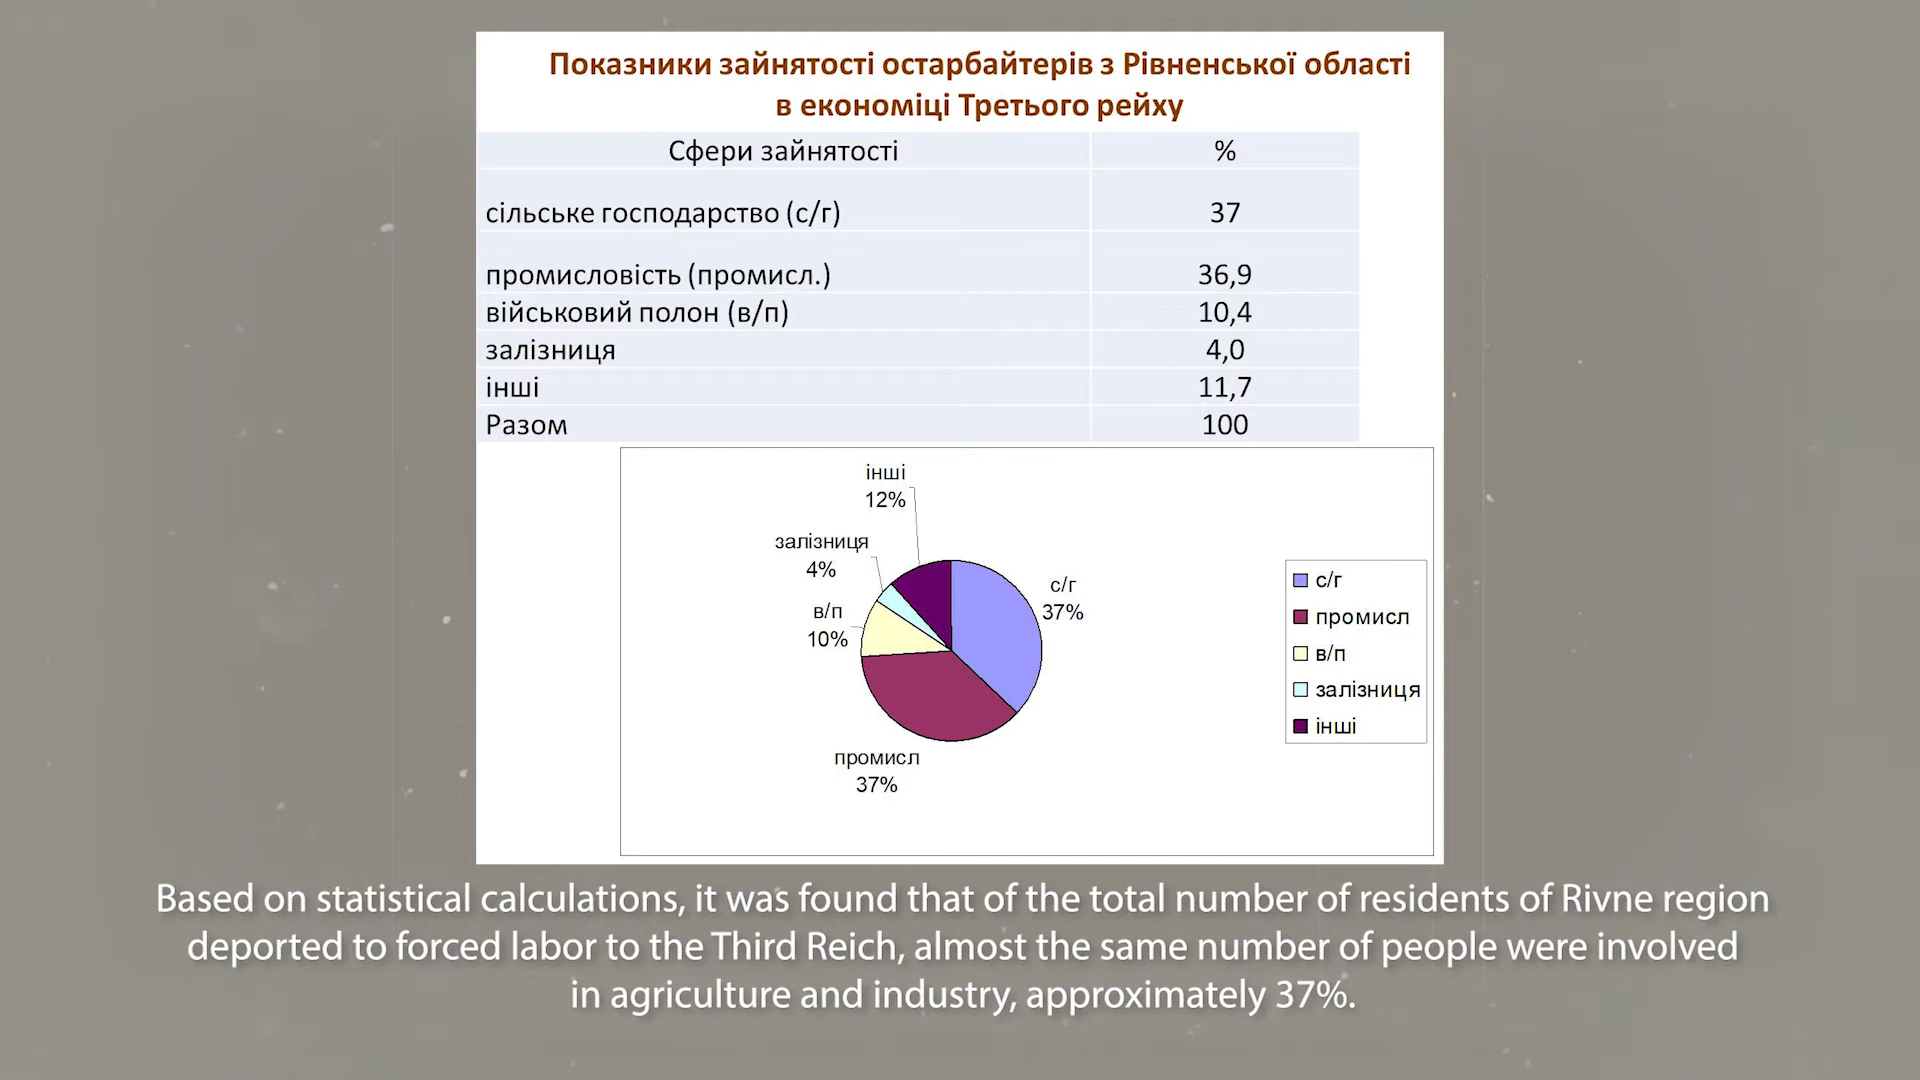 Показники зайнятості остарбайтерів з Рівненської області
в економіці Третього рейху
Сфери зайнятості %
сільське господарство (с/г) 37
промисловість (промисл.) 36,9
військовий полон (в/п) 10,4
залізниця 4,0
інші 11,7
Разом 100
інші
12%
залізниця
4%
в/п
10%
с/г
37%
промисл
37%
с/г
промисл
в/п
залізниця
інші
Based on statistical calculations, it was found that of the total number of residents of Rivne region
deported to forced labor to the Third Reich, almost the same number of people were involved
in agriculture and industry, approximately 37%.